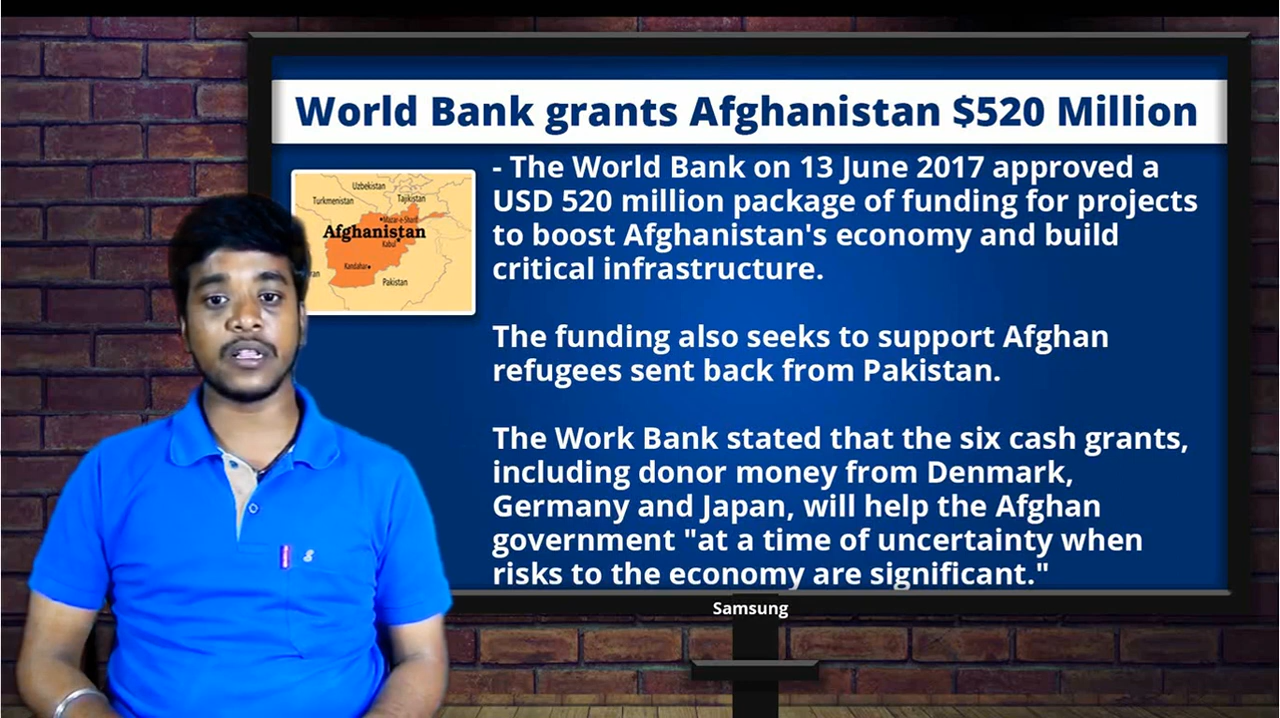 World Bank grants Afghanistan $520 Million
- The World Bank on 13 June 2017 approved a
USD 520 million package of funding for projects
to boost Afghanistan's economy and build
critical infrastructure.
The funding also seeks to support Afghan
refugees sent back from Pakistan.
The Work Bank stated that the six cash grants,
including donor money from Denmark,
Germany and Japan, will help the Afghan
government "at a time of uncertainty when
risks to the economy are significant."
Uzbekistan
Turkmenistan
Tajikistan
Mazar-e-Sharif
Afghanistan
Kabul
Kandahar
Pakistan
Samsung